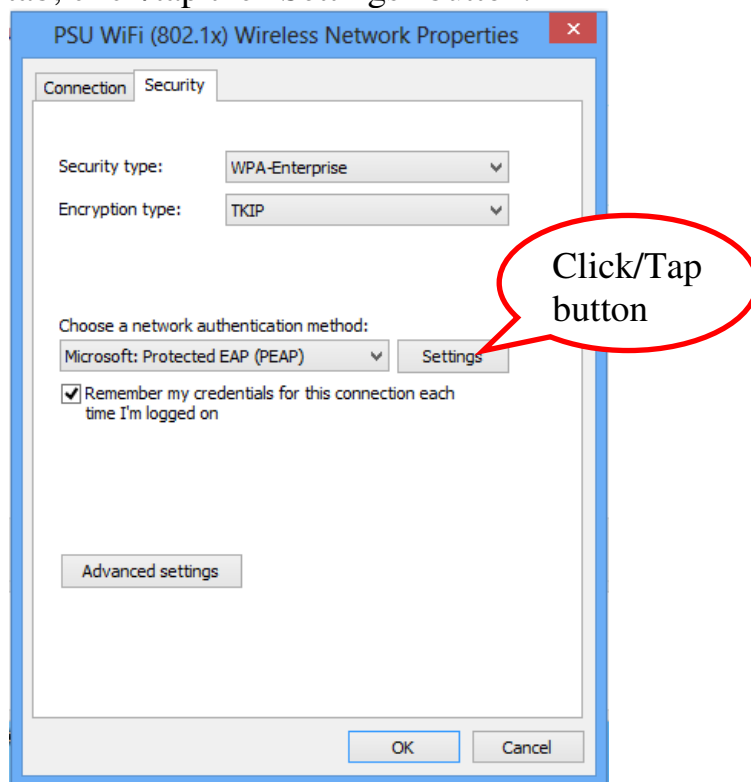 PSU WiFi (802.1x) Wireless Network Properties
Connection Security
Security type: WPA-Enterprise
Encryption type: TKIP
Click/Tap
button
Choose a network authentication method:
Microsoft: Protected EAP (PEAP) Settings
Remember my credentials for this connection each
time I'm logged on
Advanced settings
OK Cancel